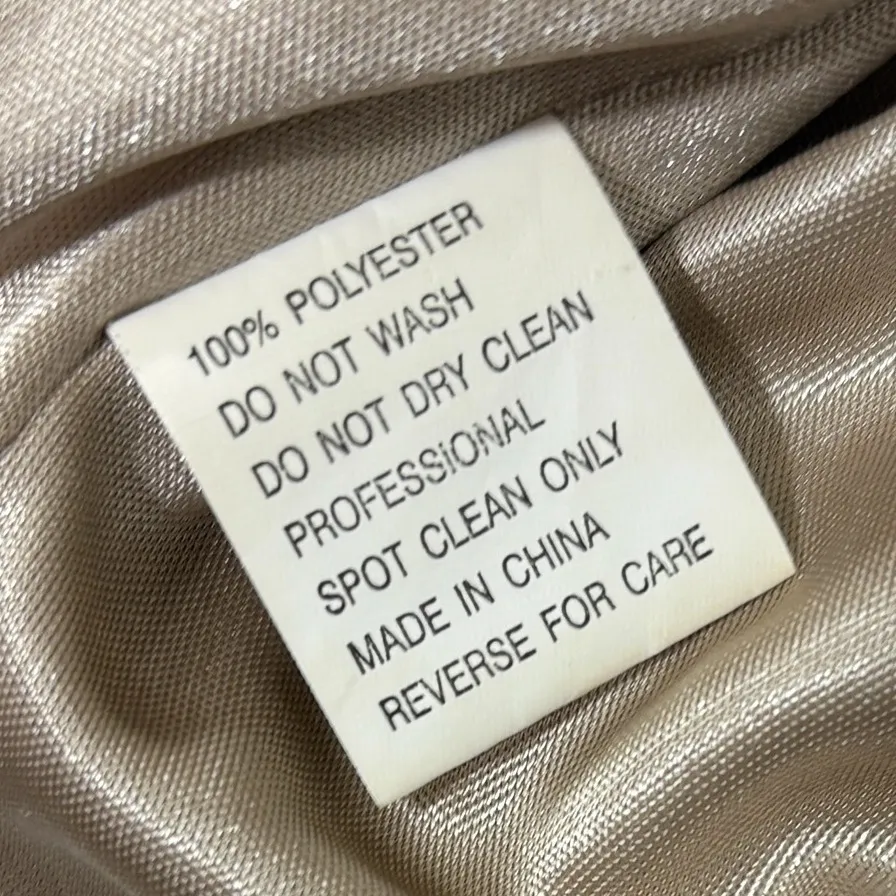 100% POLYESTER
DO NOT WASH
DO NOT DRY CLEAN
PROFESSIONAL
SPOT CLEAN ONLY
MADE IN CHINA
REVERSE FOR CARE